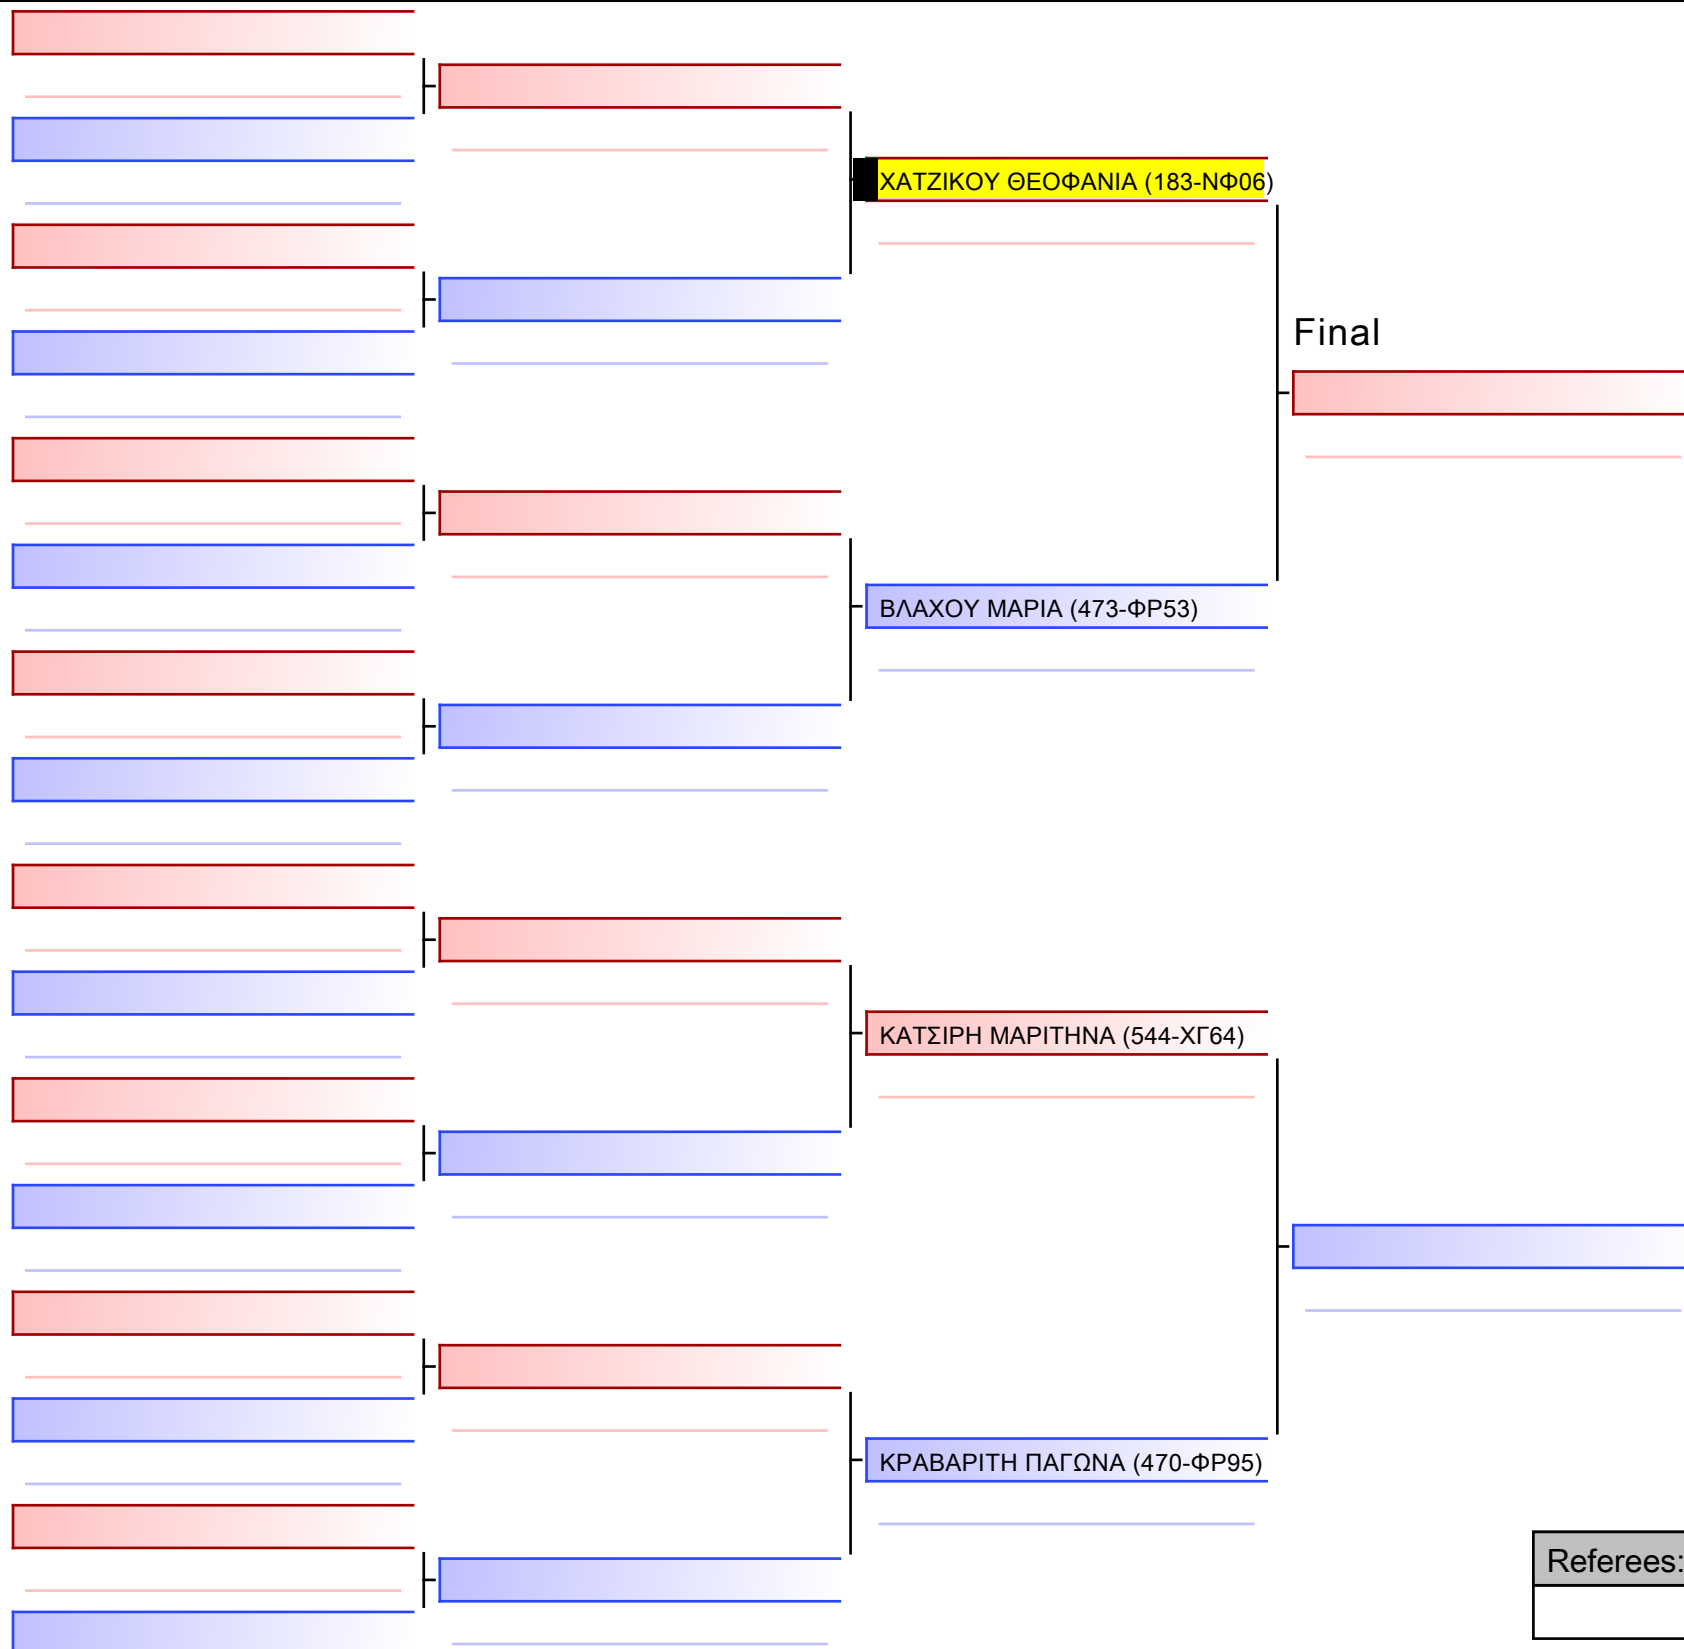 ΧΑΤΖΙΚΟΥ ΘΕΟΦΑΝΙΑ (183-ΝΦ06)
Final
ΒΛΑΧΟΥ ΜΑΡΙΑ (473-ΦΡ53)
ΚΑΤΣΙΡΗ ΜΑΡΙΤΗΝΑ (544-ΧΓ64)
ΚΡΑΒΑΡΙΤΗ ΠΑΓΩΝΑ (470-ΦΡ95)
Referees: